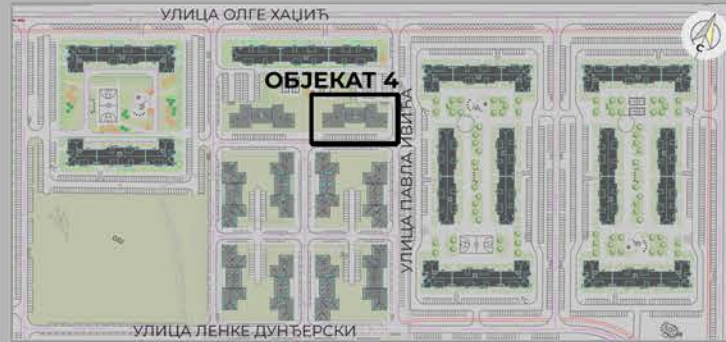 УЛИЦА ОЛГЕ ХАЏИЋ
ОБЈЕКАТ 4
УЛИЦА ПАВЛА ИВИЋА
УЛИЦА ЛЕНКЕ ДУНЂЕРСКИ
С